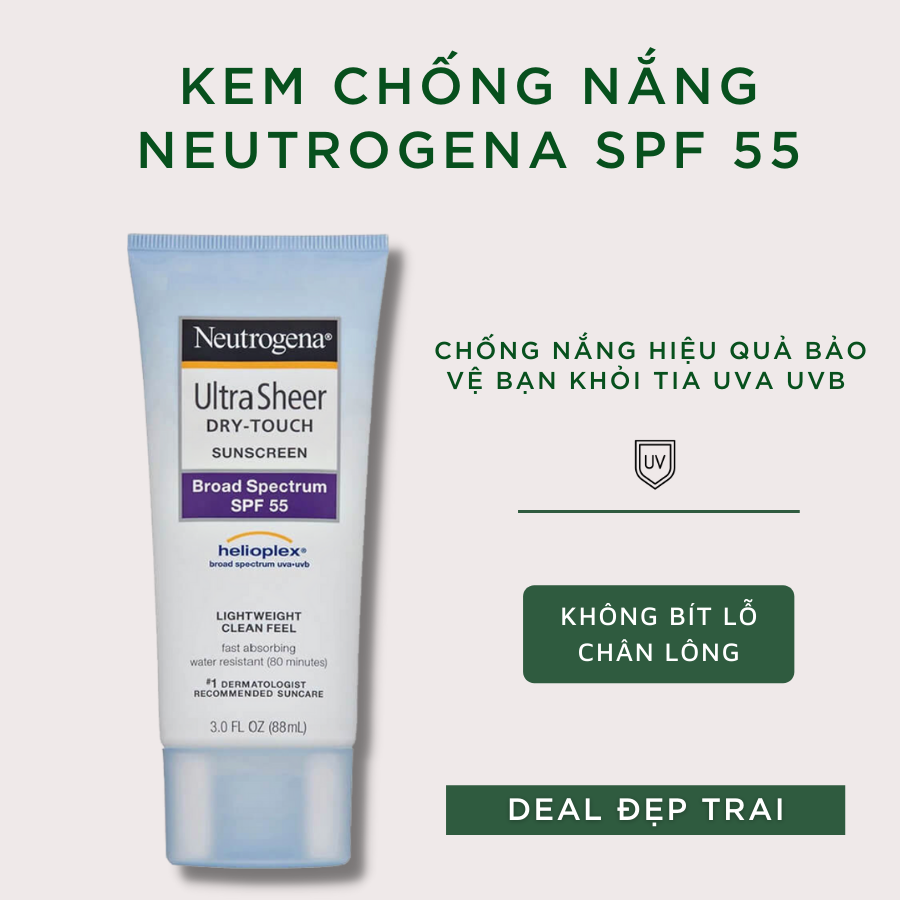 KEM CHỐNG NẮNG
NEUTROGENA SPF 55
Neutrogena®
Ultra Sheer
DRY-TOUCH
SUNSCREEN
Broad Spectrum
SPF 55
helioplex®
broad spectrum uva•uvb
LIGHTWEIGHT
CLEAN FEEL
fast absorbing
water resistant (80 minutes)
#1 DERMATOLOGIST
RECOMMENDED SUNCARE
3.0 FL OZ (88mL)
CHỐNG NẮNG HIỆU QUẢ BẢO
VỆ BẠN KHỎI TIA UVA UVB
UV
KHÔNG BÍT LỖ
CHÂN LÔNG
DEAL ĐẸP TRAI